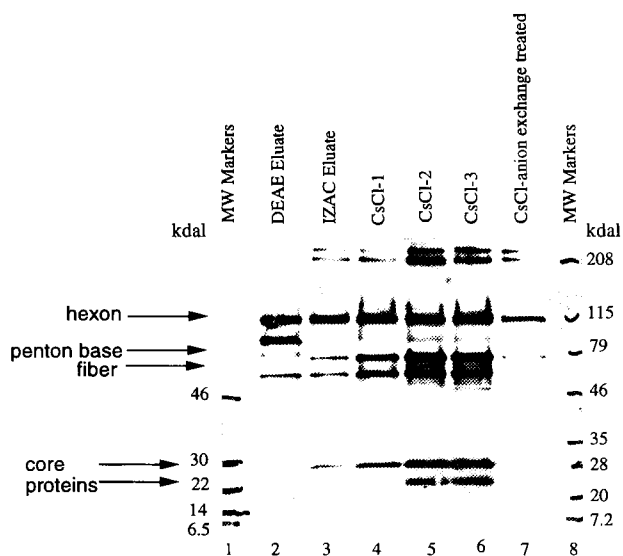 MW Markers
DEAE Eluate
IZAC Eluate
CsCl-1
CsCl-2
CsCl-3
CsCl-anion exchange treated
MW Markers
kdal
kdal
hexon
penton base
fiber
core
proteins
46
30
22
14
6.5
208
115
79
46
35
28
20
7.2
1 2 3 4 5 6 7 8